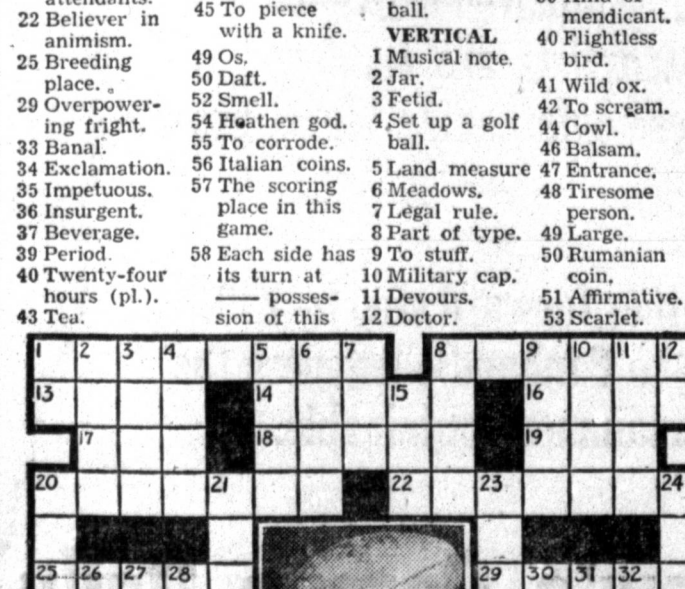 attendants.
22 Believer in
animism.
25 Breeding
place.
29 Overpower-
ing fright.
33 Banal.
34 Exclamation.
35 Impetuous.
36 Insurgent.
37 Beverage.
39 Period.
40 Twenty-four
hours (pl.).
43 Tea.
45 To pierce
with a knife.
49 Os.
50 Daft.
52 Smell.
54 Heathen god.
55 To corrode.
56 Italian coins.
57 The scoring
place in this
game.
58 Each side has
its turn at
—— posses-
sion of this
ball.
VERTICAL
1 Musical note.
2 Jar.
3 Fetid.
4 Set up a golf
ball.
5 Land measure
6 Meadows.
7 Legal rule.
8 Part of type.
9 To stuff.
10 Military cap.
11 Devours.
12 Doctor.
mendicant.
40 Flightless
bird.
41 Wild ox.
42 To scream.
44 Cowl.
46 Balsam.
47 Entrance.
48 Tiresome
person.
49 Large.
50 Rumanian
coin.
51 Affirmative.
53 Scarlet.
1 2 3 4 5 6 7 8 9 10 11 12
13 14 15 16
17 18 19
20 21 22 23 24
25 26 27 28 29 30 31 32